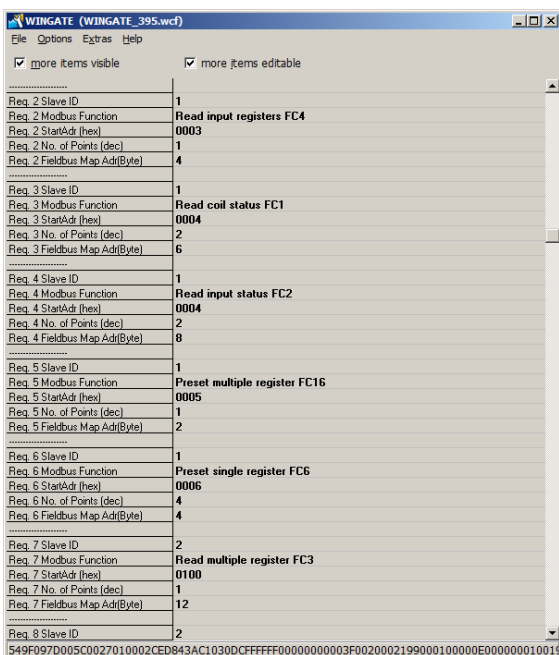 WINGATE (WINGATE_395.wcf)
File Options Extras Help
more items visible more items editable
--------------------
Req. 2 Slave ID 1
Req. 2 Modbus Function Read input registers FC4
Req. 2 StartAdr (hex) 0003
Req. 2 No. of Points (dec) 1
Req. 2 Fieldbus Map Adr(Byte) 4
--------------------
Req. 3 Slave ID 1
Req. 3 Modbus Function Read coil status FC1
Req. 3 StartAdr (hex) 0004
Req. 3 No. of Points (dec) 2
Req. 3 Fieldbus Map Adr(Byte) 6
--------------------
Req. 4 Slave ID 1
Req. 4 Modbus Function Read input status FC2
Req. 4 StartAdr (hex) 0004
Req. 4 No. of Points (dec) 2
Req. 4 Fieldbus Map Adr(Byte) 8
--------------------
Req. 5 Slave ID 1
Req. 5 Modbus Function Preset multiple register FC16
Req. 5 StartAdr (hex) 0005
Req. 5 No. of Points (dec) 1
Req. 5 Fieldbus Map Adr(Byte) 2
--------------------
Req. 6 Slave ID 1
Req. 6 Modbus Function Preset single register FC6
Req. 6 StartAdr (hex) 0006
Req. 6 No. of Points (dec) 4
Req. 6 Fieldbus Map Adr(Byte) 4
--------------------
Req. 7 Slave ID 2
Req. 7 Modbus Function Read multiple register FC3
Req. 7 StartAdr (hex) 0100
Req. 7 No. of Points (dec) 1
Req. 7 Fieldbus Map Adr(Byte) 12
--------------------
Req. 8 Slave ID 2